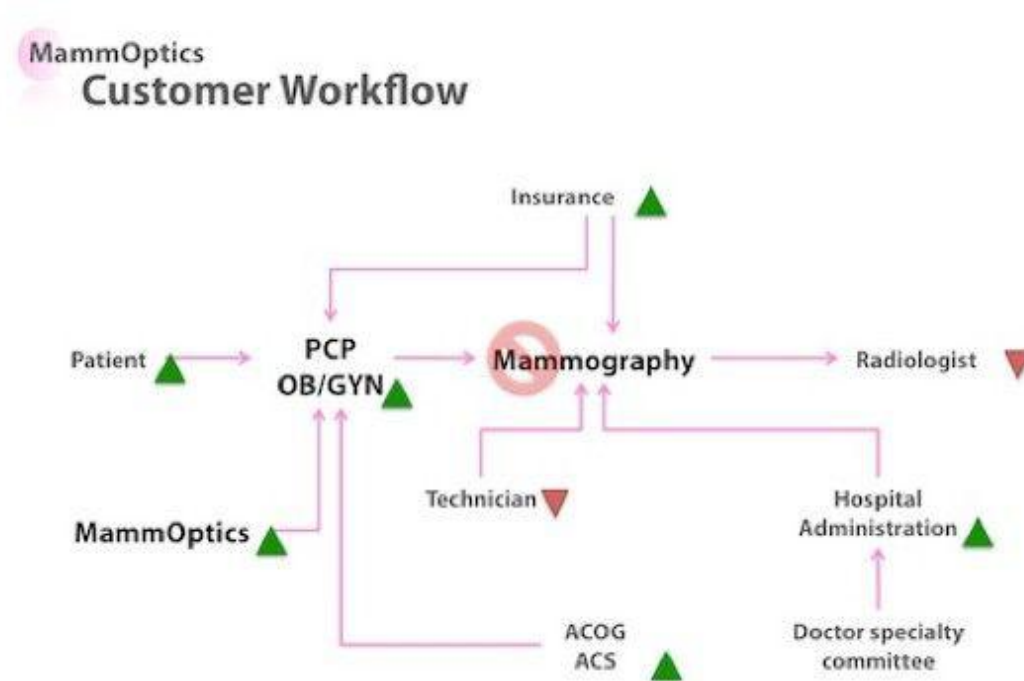 MammOptics
Customer Workflow
Insurance
Patient
PCP
OB/GYN
Mammography
Radiologist
Technician
Hospital
Administration
MammOptics
ACOG
ACS
Doctor specialty
committee